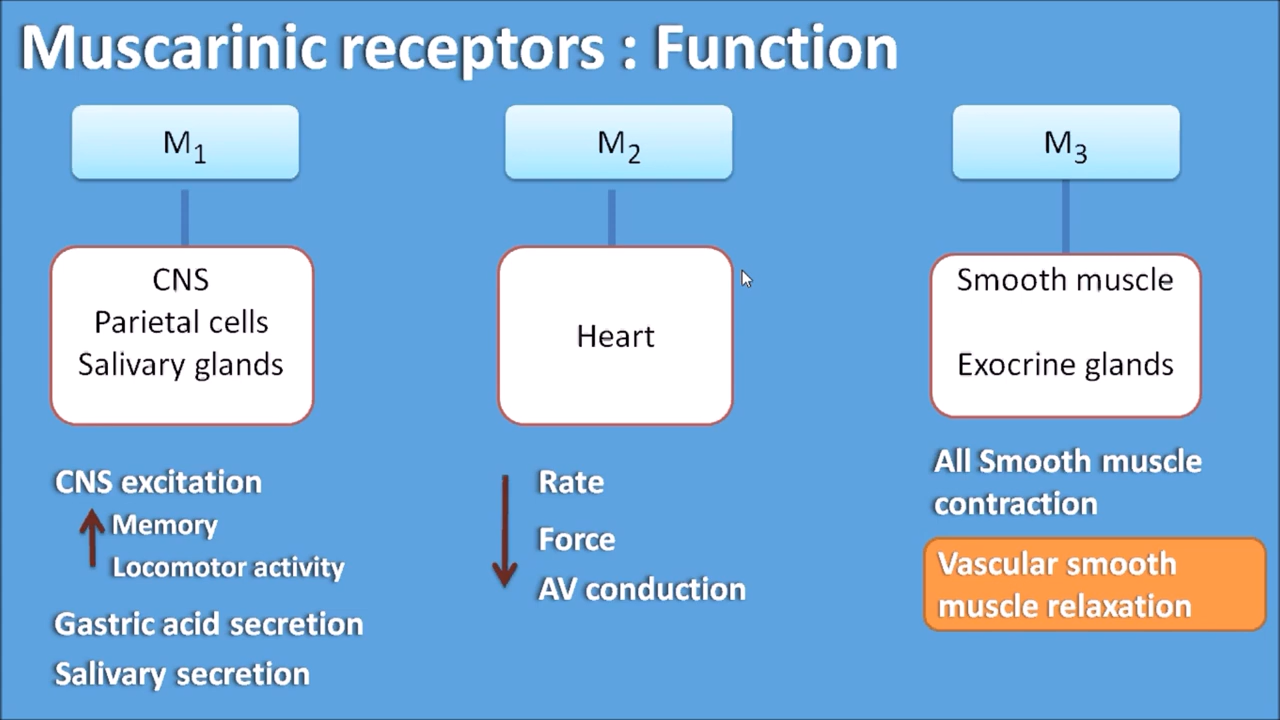 Muscarinic receptors : Function
M1
CNS
Parietal cells
Salivary glands
CNS excitation
Memory
Locomotor activity
Gastric acid secretion
Salivary secretion
M2
Heart
Rate
Force
AV conduction
M3
Smooth muscle
Exocrine glands
All Smooth muscle
contraction
Vascular smooth
muscle relaxation